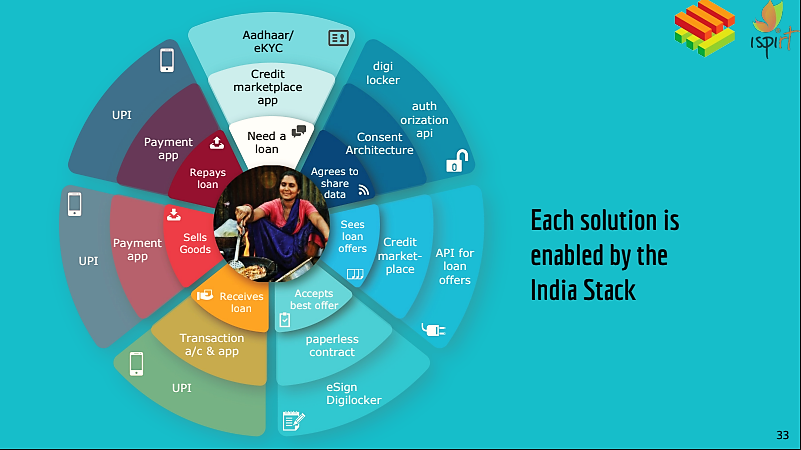 ispirt
Aadhaar/
eKYC
Credit
marketplace
app
Need a
loan
digi
locker
auth
orization
api
Consent
Architecture
Agrees to
share
data
API for
loan
offers
Credit
market-
place
Sees
loan
offers
Accepts
best offer
paperless
contract
eSign
Digilocker
Receives
loan
Transaction
a/c & app
UPI
Sells
Goods
Payment
app
UPI
Repays
loan
Payment
app
UPI
Each solution is
enabled by the
India Stack
33